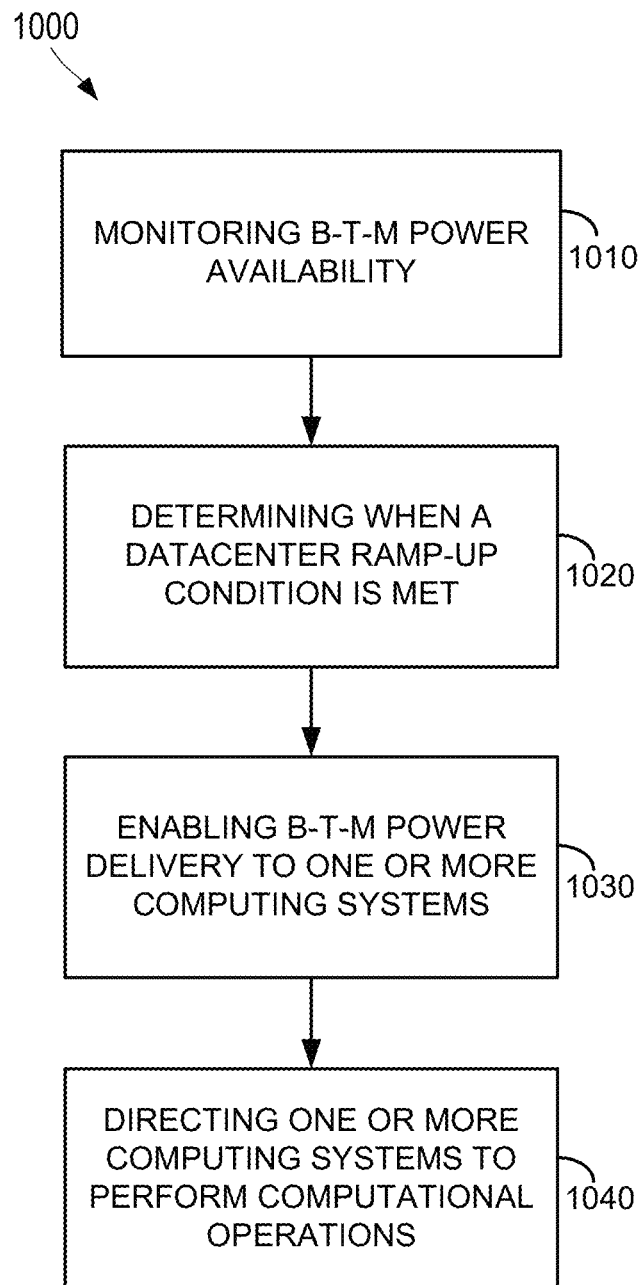 1000
MONITORING B-T-M POWER
AVAILABILITY
1010
DETERMINING WHEN A
DATACENTER RAMP-UP
CONDITION IS MET
1020
ENABLING B-T-M POWER
DELIVERY TO ONE OR MORE
COMPUTING SYSTEMS
1030
DIRECTING ONE OR MORE
COMPUTING SYSTEMS TO
PERFORM COMPUTATIONAL
OPERATIONS
1040